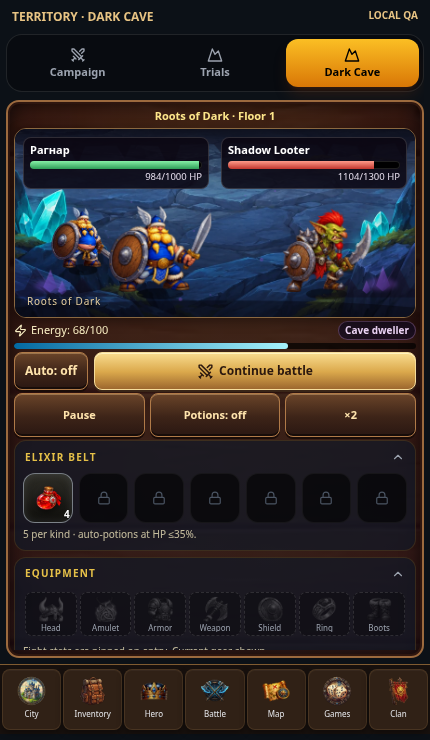 TERRITORY · DARK CAVE
LOCAL QA
Campaign
Trials
Dark Cave
Roots of Dark · Floor 1
Рагнар
984/1000 HP
Shadow Looter
1104/1300 HP
Roots of Dark
Energy: 68/100
Cave dweller
Auto: off
Continue battle
Pause
Potions: off
×2
ELIXIR BELT
4
5 per kind · auto-potions at HP ≤35%.
EQUIPMENT
Head
Amulet
Armor
Weapon
Shield
Ring
Boots
City
Inventory
Hero
Battle
Map
Games
Clan